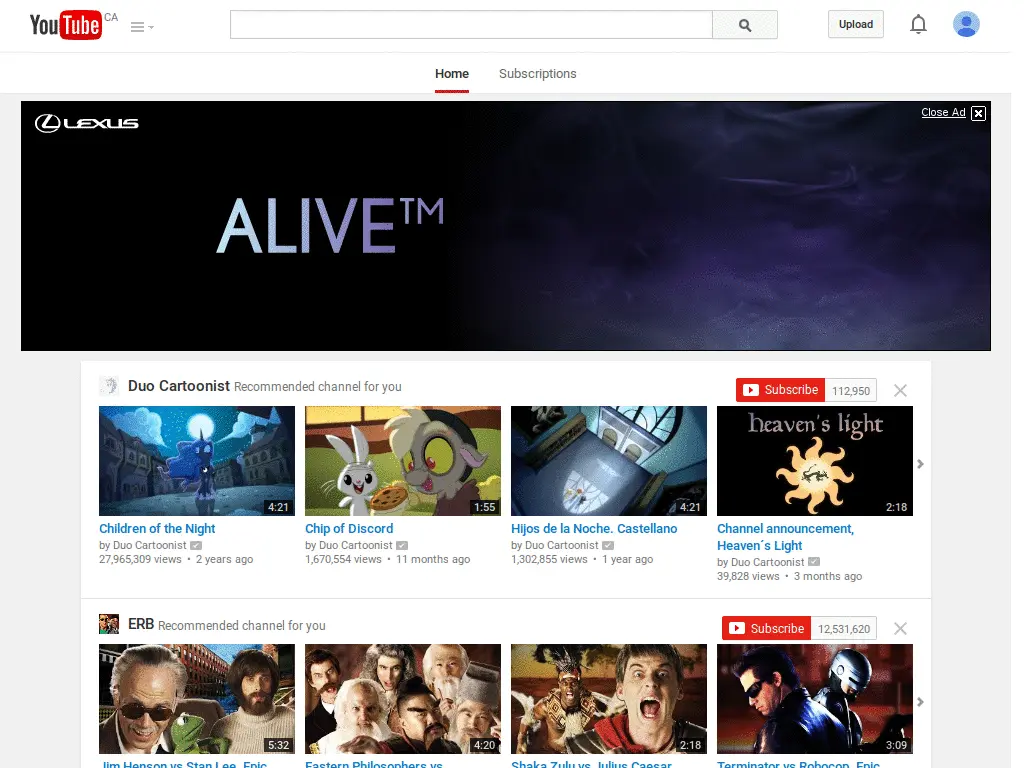 YouTube CA
Upload
Home Subscriptions
LEXUS
Close Ad
ALIVE™
Duo Cartoonist Recommended channel for you
Subscribe 112,950
heaven's light
4:21
1:55
4:21
2:18
Children of the Night
by Duo Cartoonist
27,965,309 views • 2 years ago
Chip of Discord
by Duo Cartoonist
1,670,554 views • 11 months ago
Hijos de la Noche. Castellano
by Duo Cartoonist
1,302,855 views • 1 year ago
Channel announcement,
Heaven´s Light
by Duo Cartoonist
39,828 views • 3 months ago
ERB Recommended channel for you
Subscribe 12,531,620
5:32
4:20
2:18
3:09
Jim Henson vs Stan Lee. Epic
Eastern Philosophers vs
Shaka Zulu vs Julius Caesar.
Terminator vs Robocop. Epic